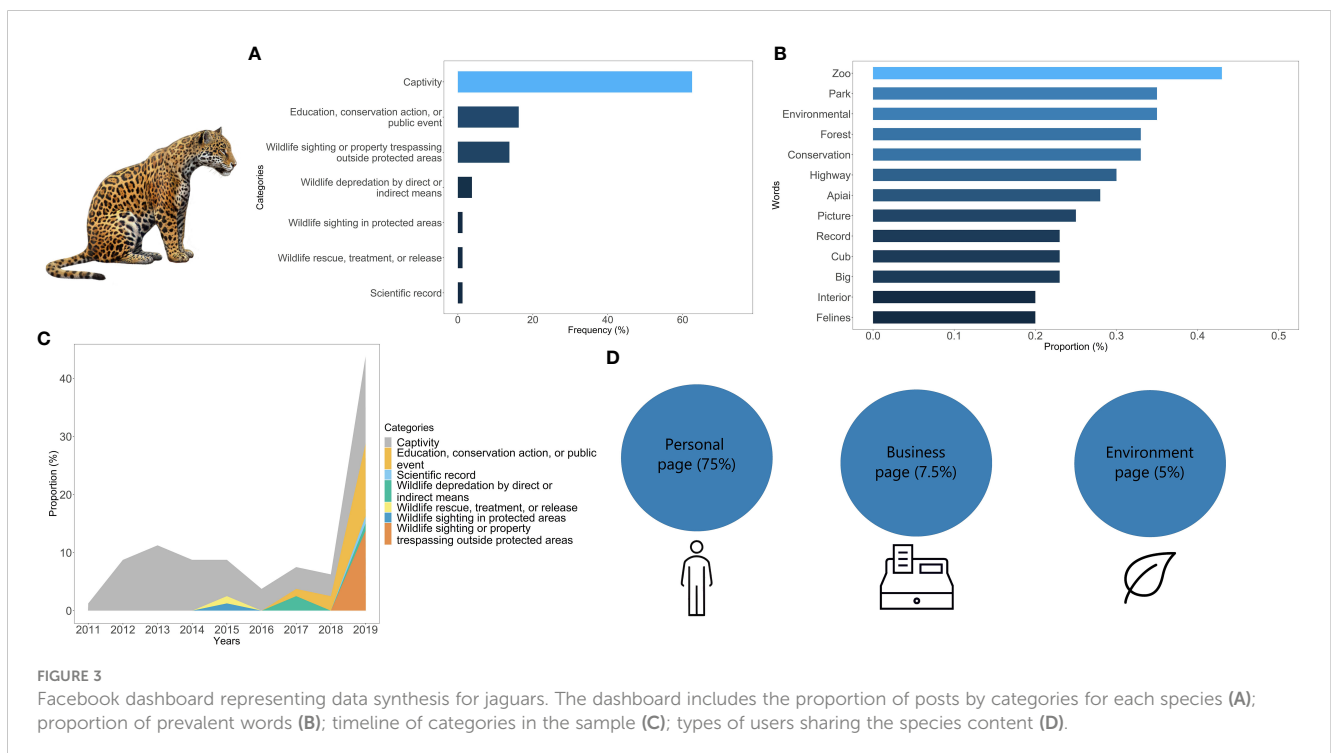 A
Captivity
Education, conservation action, or
public event
Wildlife sighting or property trespassing
outside protected areas
Wildlife depredation by direct or
indirect means
Wildlife sighting in protected areas
Wildlife rescue, treatment, or release
Scientific record
Categories
0 20 40 60
Frequency (%)
B
Zoo
Park
Environmental
Forest
Conservation
Highway
Apiai
Picture
Record
Cub
Big
Interior
Felines
Words
0.0 0.1 0.2 0.3 0.4 0.5
Proportion (%)
C
40
30
20
10
0
Proportion (%)
2011 2012 2013 2014 2015 2016 2017 2018 2019
Years
Categories
Captivity
Education, conservation action, or public
event
Scientific record
Wildlife depredation by direct or
indirect means
Wildlife rescue, treatment, or release
Wildlife sighting in protected areas
Wildlife sighting or property
trespassing outside protected areas
D
Personal
page (75%)
Business
page (7.5%)
Environment
page (5%)
FIGURE 3
Facebook dashboard representing data synthesis for jaguars. The dashboard includes the proportion of posts by categories for each species (A);
proportion of prevalent words (B); timeline of categories in the sample (C); types of users sharing the species content (D).